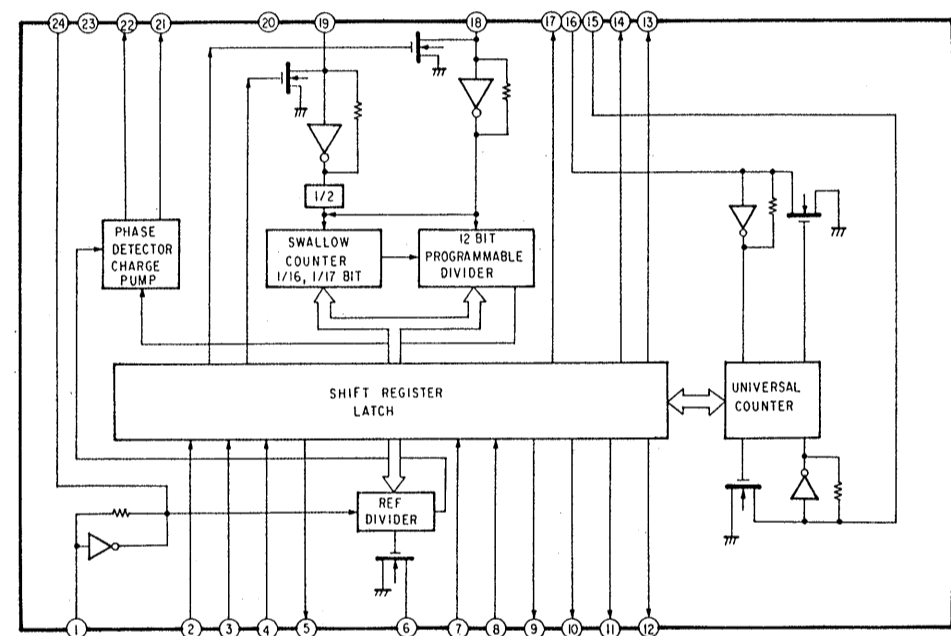 24 23 22 21 20 19 18 17 16 15 14 13
1/2
PHASE
DETECTOR
CHARGE
PUMP
SWALLOW
COUNTER
1/16, 1/17 BIT
12 BIT
PROGRAMMABLE
DIVIDER
SHIFT REGISTER
LATCH
UNIVERSAL
COUNTER
REF
DIVIDER
1 2 3 4 5 6 7 8 9 10 11 12